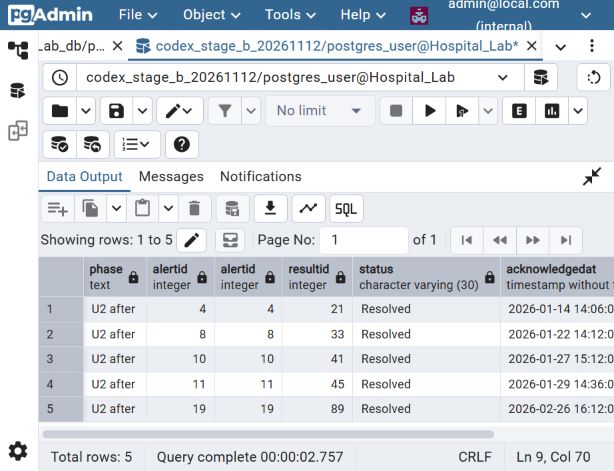 pgAdmin File Object Tools Help admin@local.com (internal)
_ab_db/p... codex_stage_b_20261112/postgres_user@Hospital_Lab*
codex_stage_b_20261112/postgres_user@Hospital_Lab
No limit E
Data Output Messages Notifications
SQL
Showing rows: 1 to 5 Page No: 1 of 1
phase text alertid integer alertid integer resultid integer status character varying (30) acknowledgedat timestamp without t
1 U2 after 4 4 21 Resolved 2026-01-14 14:06:0
2 U2 after 8 8 33 Resolved 2026-01-22 14:12:0
3 U2 after 10 10 41 Resolved 2026-01-27 15:12:0
4 U2 after 11 11 45 Resolved 2026-01-29 14:36:0
5 U2 after 19 19 89 Resolved 2026-02-26 16:12:0
Total rows: 5 Query complete 00:00:02.757 CRLF Ln 9, Col 70